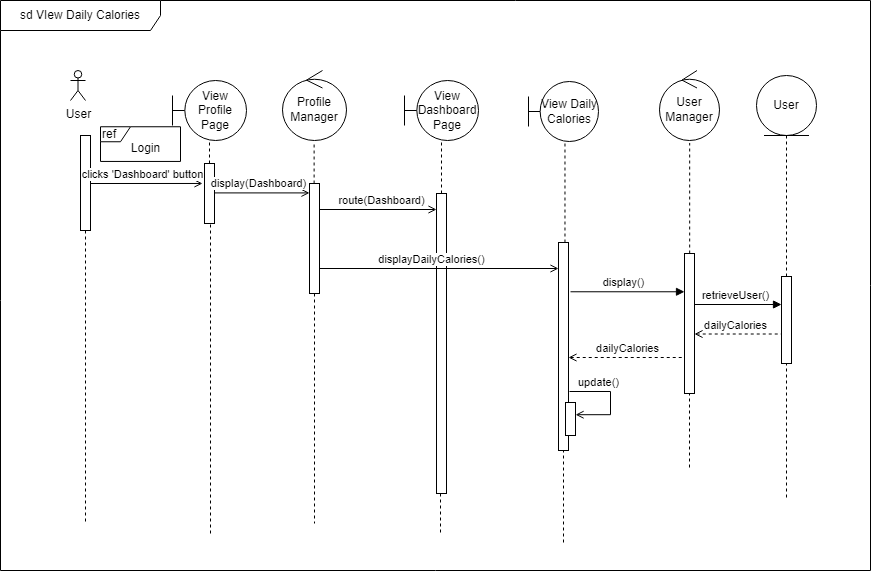 sd VIew Daily Calories
User
View
Profile
Page
Profile
Manager
View
Dashboard
Page
View Daily
Calories
User
Manager
User
ref
Login
clicks 'Dashboard' button
display(Dashboard)
route(Dashboard)
displayDailyCalories()
display()
retrieveUser()
dailyCalories
dailyCalories
update()